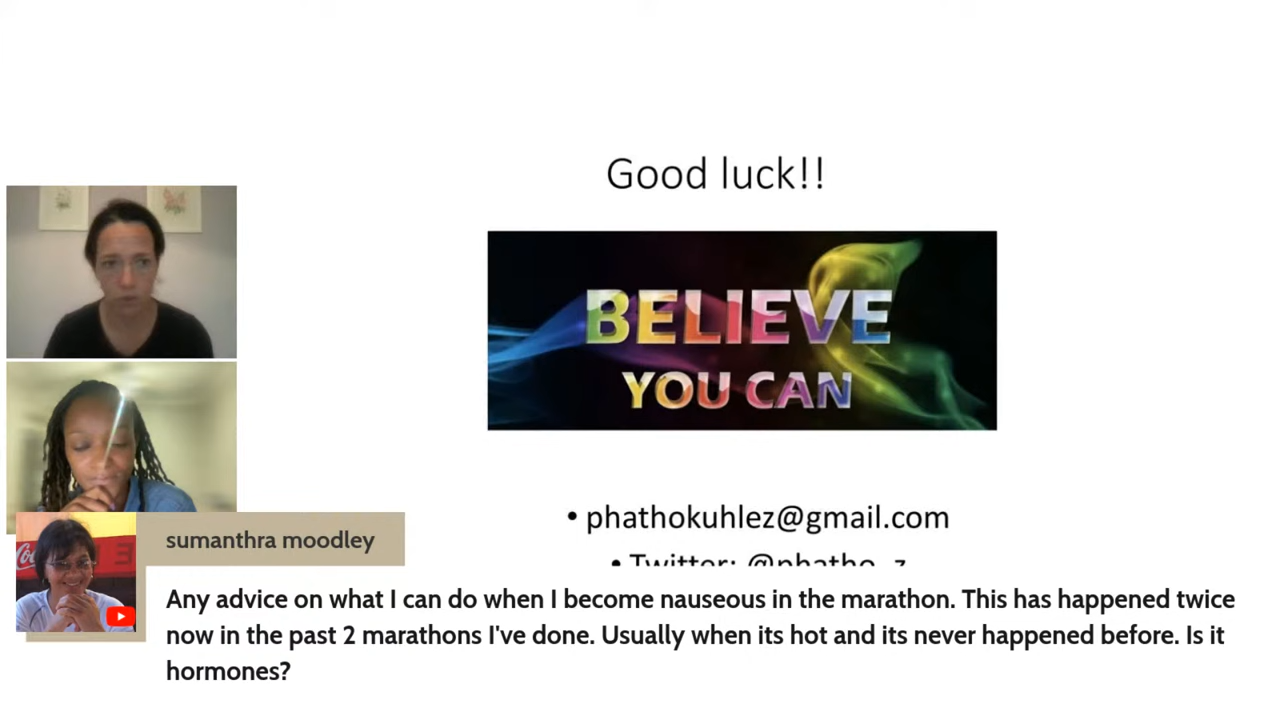 Good luck!!
BELIEVE
YOU CAN
• phathokuhlez@gmail.com
• Twitter: @phatho_z
sumanthra moodley
Any advice on what I can do when I become nauseous in the marathon. This has happened twice
now in the past 2 marathons I've done. Usually when its hot and its never happened before. Is it
hormones?